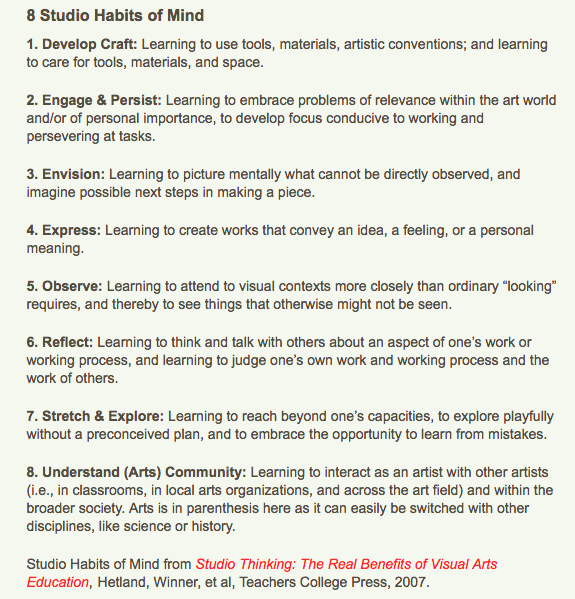 8 Studio Habits of Mind
1. Develop Craft: Learning to use tools, materials, artistic conventions; and learning
to care for tools, materials, and space.
2. Engage & Persist: Learning to embrace problems of relevance within the art world
and/or of personal importance, to develop focus conducive to working and
persevering at tasks.
3. Envision: Learning to picture mentally what cannot be directly observed, and
imagine possible next steps in making a piece.
4. Express: Learning to create works that convey an idea, a feeling, or a personal
meaning.
5. Observe: Learning to attend to visual contexts more closely than ordinary “looking”
requires, and thereby to see things that otherwise might not be seen.
6. Reflect: Learning to think and talk with others about an aspect of one’s work or
working process, and learning to judge one’s own work and working process and the
work of others.
7. Stretch & Explore: Learning to reach beyond one’s capacities, to explore playfully
without a preconceived plan, and to embrace the opportunity to learn from mistakes.
8. Understand (Arts) Community: Learning to interact as an artist with other artists
(i.e., in classrooms, in local arts organizations, and across the art field) and within the
broader society. Arts is in parenthesis here as it can easily be switched with other
disciplines, like science or history.
Studio Habits of Mind from Studio Thinking: The Real Benefits of Visual Arts
Education, Hetland, Winner, et al, Teachers College Press, 2007.